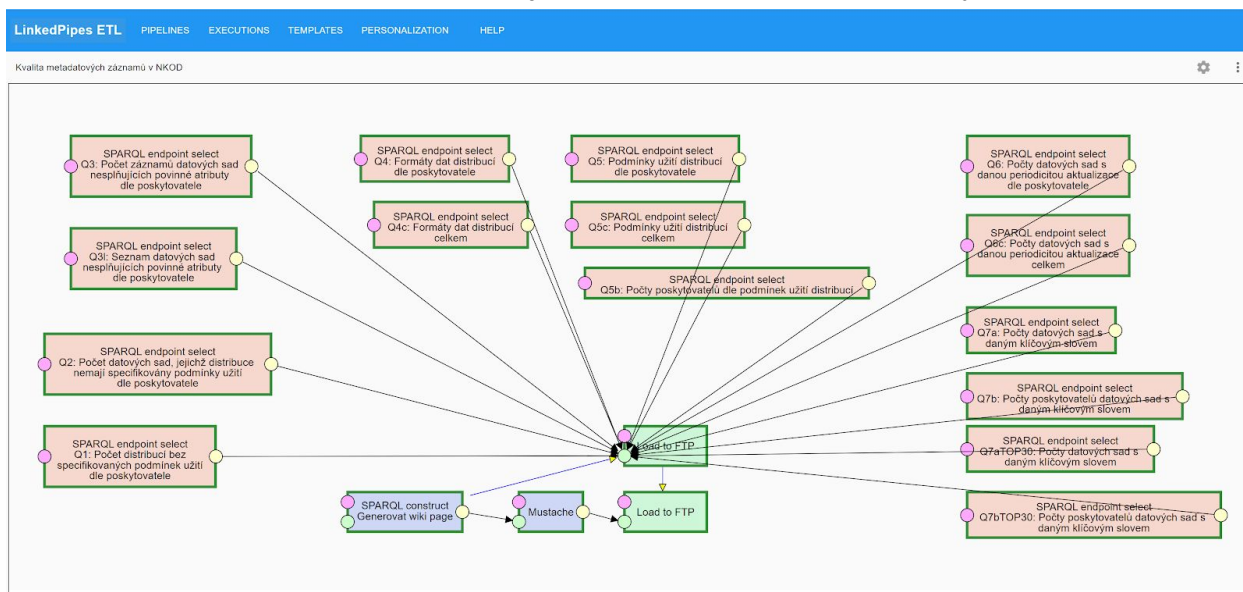 LinkedPipes ETL PIPELINES EXECUTIONS TEMPLATES PERSONALIZATION HELP
Kvalita metadatových záznamů v NKOD
SPARQL endpoint select
Q3: Počet záznamů datových sad
nesplňujících povinné atributy
dle poskytovatele
SPARQL endpoint select
Q4: Formáty dat distribucí
dle poskytovatele
SPARQL endpoint select
Q5: Podmínky užití distribucí
dle poskytovatele
SPARQL endpoint select
Q6: Počty datových sad s
danou periodicitou aktualizace
dle poskytovatele
SPARQL endpoint select
Q4c: Formáty dat distribucí
celkem
SPARQL endpoint select
Q5c: Podmínky užití distribucí
celkem
SPARQL endpoint select
Q6c: Počty datových sad s
danou periodicitou aktualizace
celkem
SPARQL endpoint select
Q3l: Seznam datových sad
nesplňujících povinné atributy
dle poskytovatele
SPARQL endpoint select
Q5b: Počty poskytovatelů dle podmínek užití distribucí
SPARQL endpoint select
Q7a: Počty datových sad s
daným klíčovým slovem
SPARQL endpoint select
Q2: Počet datových sad, jejichž distribuce
nemají specifikovány podmínky užití
dle poskytovatele
SPARQL endpoint select
Q7b: Počty poskytovatelů datových sad s
daným klíčovým slovem
SPARQL endpoint select
Q1: Počet distribucí bez
specifikovaných podmínek užití
dle poskytovatele
Load to FTP
SPARQL endpoint select
Q7aTOP30: Počty datových sad s
daným klíčovým slovem
SPARQL construct
Generovat wiki page
Mustache
Load to FTP
SPARQL endpoint select
Q7bTOP30: Počty poskytovatelů datových sad s
daným klíčovým slovem